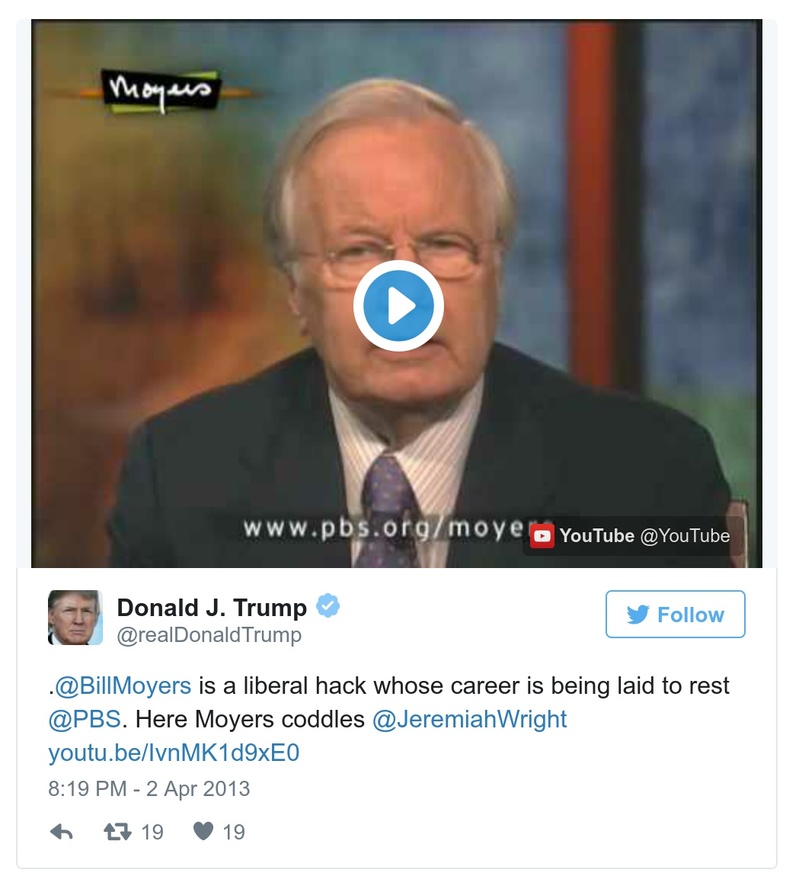 Moyers
www.pbs.org/moye
YouTube @YouTube
Donald J. Trump
@realDonaldTrump
Follow
.@BillMoyers is a liberal hack whose career is being laid to rest
@PBS. Here Moyers coddles @JeremiahWright
youtu.be/IvnMK1d9xE0
8:19 PM - 2 Apr 2013
19 19